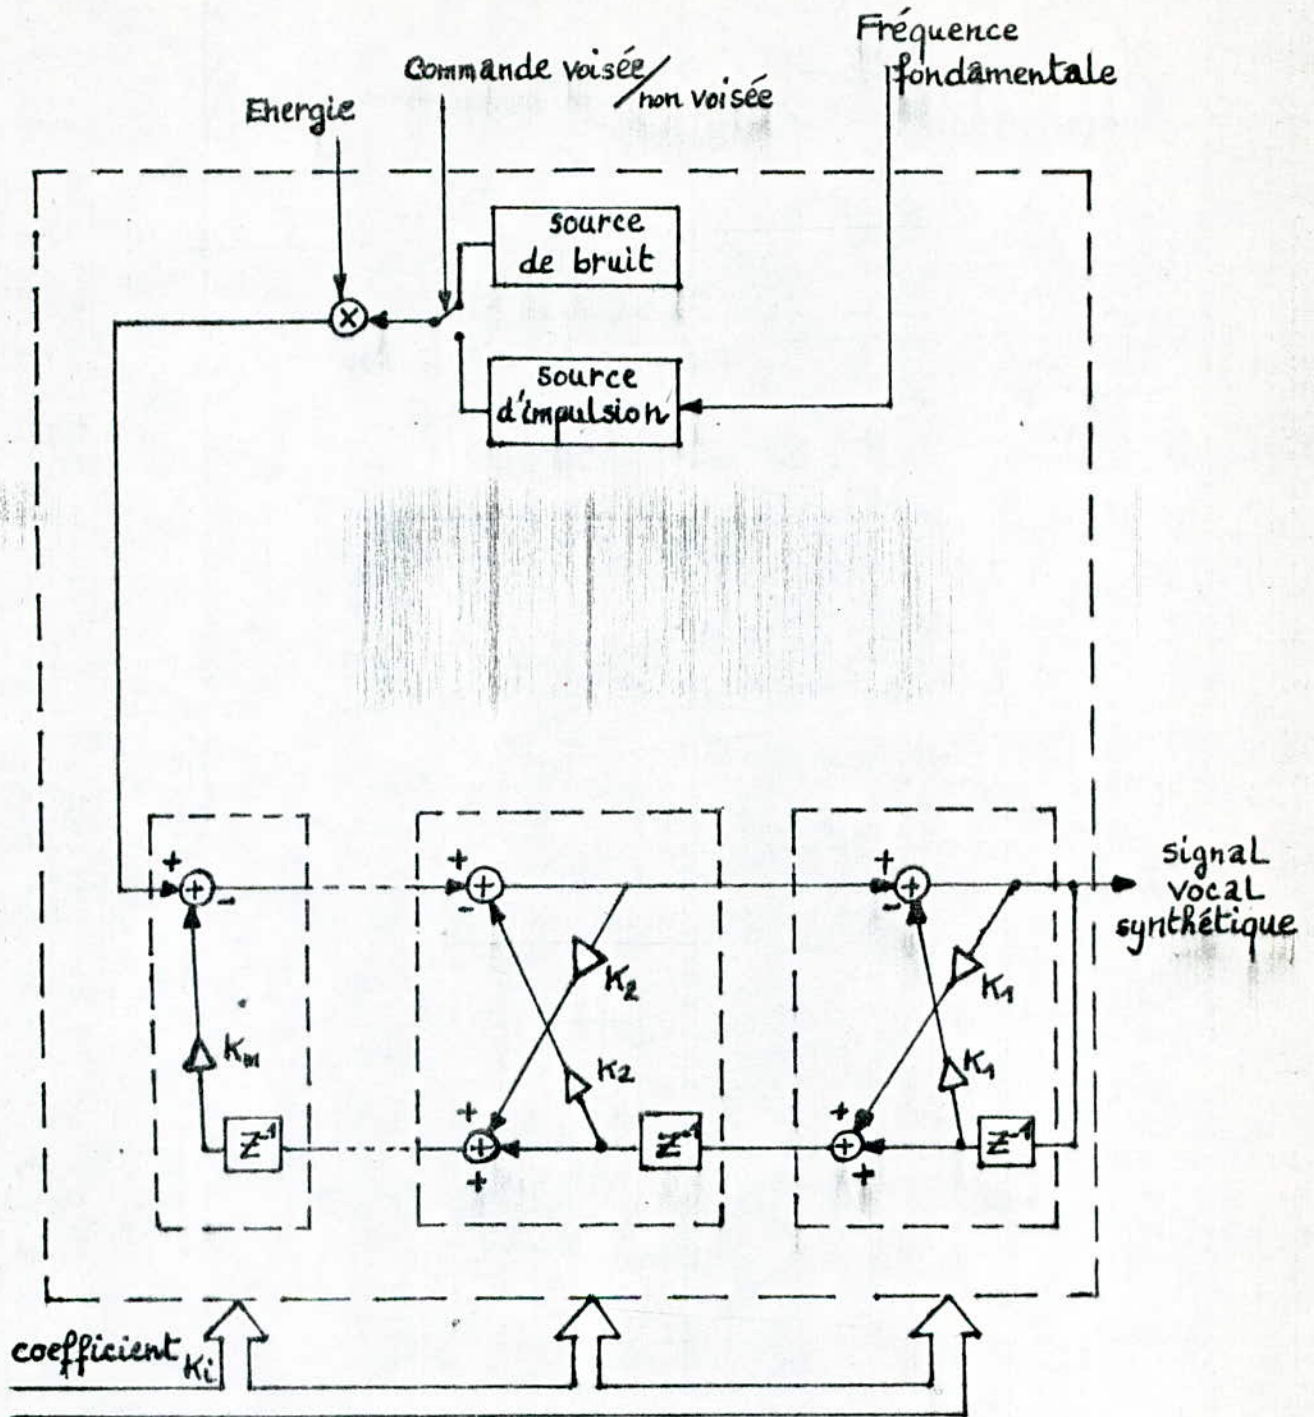 Fréquence
fondamentale
Commande voisée/
non voisée
Energie
source
de bruit
X
source
d'impulsion
+
+
-
+
+
-
+
+
-
signal
vocal
synthétique
K2
K1
Km
K2
K1
Z-1
+
+
+
Z-1
+
+
+
Z-1
coefficient Ki